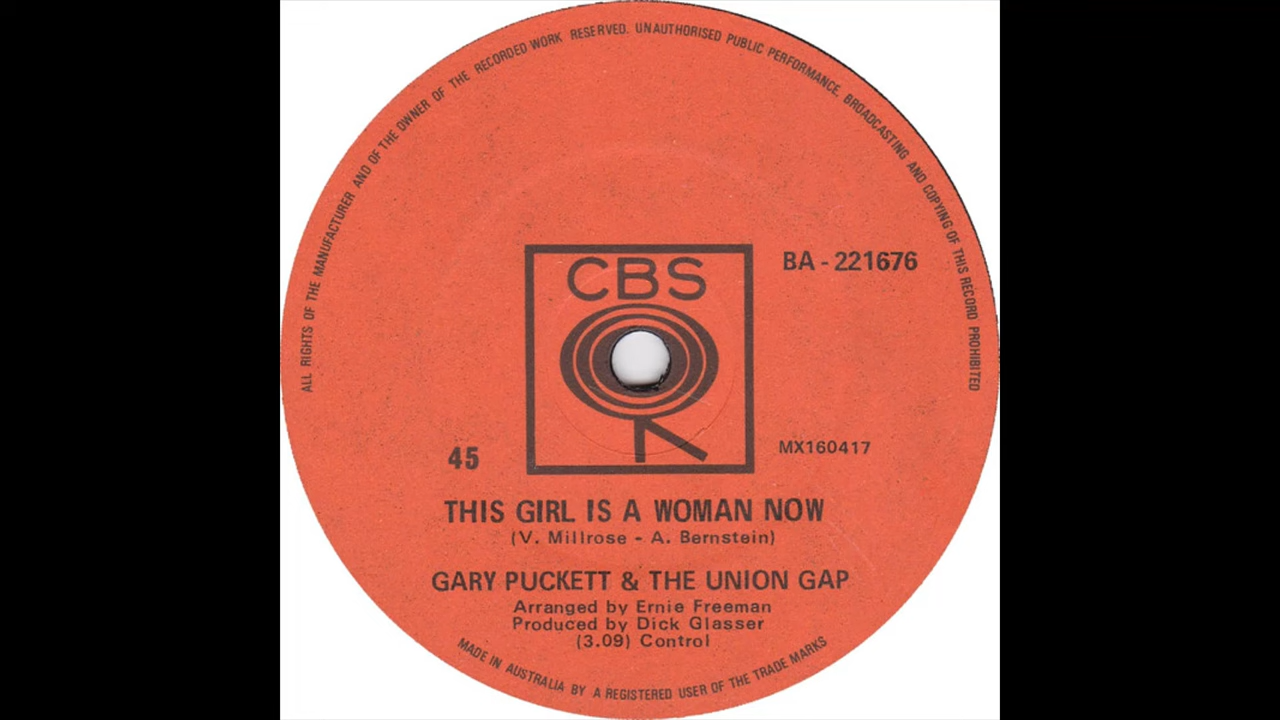 ALL RIGHTS OF THE MANUFACTURER AND OF THE OWNER OF THE RECORDED WORK RESERVED. UNAUTHORISED PUBLIC PERFORMANCE, BROADCASTING AND COPYING OF THIS RECORD PROHIBITED
CBS
BA - 221676
45
MX160417
THIS GIRL IS A WOMAN NOW
(V. Millrose - A. Bernstein)
GARY PUCKETT & THE UNION GAP
Arranged by Ernie Freeman
Produced by Dick Glasser
(3.09) Control
MADE IN AUSTRALIA BY A REGISTERED USER OF THE TRADE MARKS